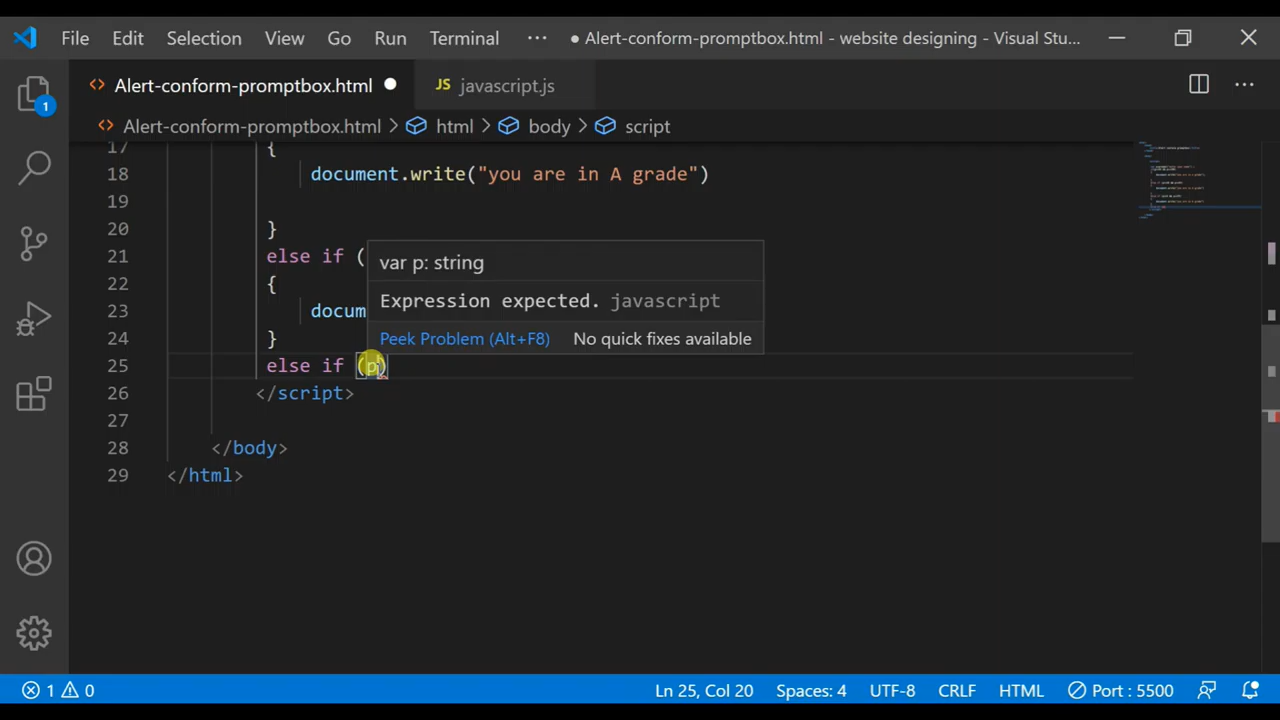 File Edit Selection View Go Run Terminal ··· ● Alert-conform-promptbox.html - website designing - Visual Stu...
Alert-conform-promptbox.html ● JS javascript.js ···
Alert-conform-promptbox.html > html > body > script
17 {
18 document.write("you are in A grade")
19
20 }
21 else if (
22 {
23 docum
24 }
25 else if (p)
26 </script>
27
28 </body>
29 </html>
var p: string
Expression expected. javascript
Peek Problem (Alt+F8) No quick fixes available
1
1 0 Ln 25, Col 20 Spaces: 4 UTF-8 CRLF HTML Port : 5500